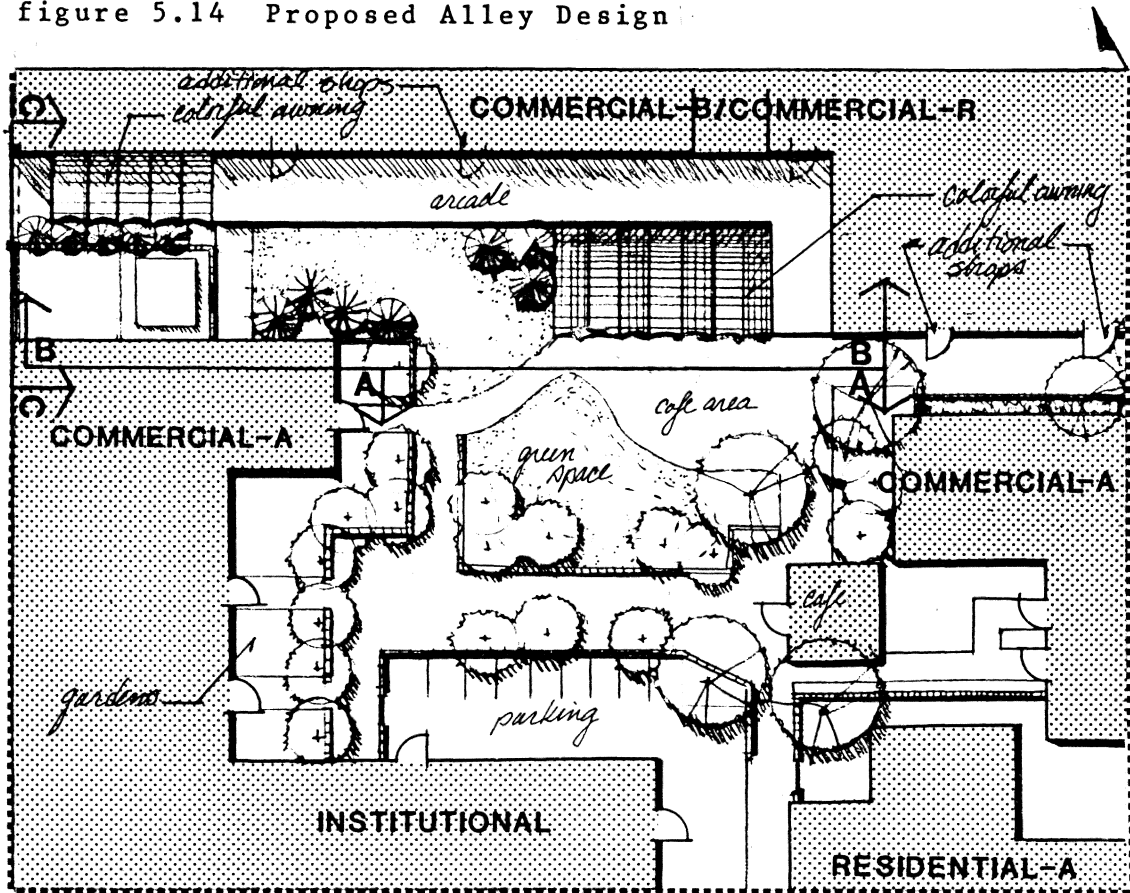 figure 5.14 Proposed Alley Design
additional shops
colorful awning
C
COMMERCIAL-B/COMMERCIAL-R
arcade
colorful awning
additional
shops
B
B
A
A
C
cafe area
COMMERCIAL-A
green
space
COMMERCIAL-A
cafe
gardens
parking
INSTITUTIONAL
RESIDENTIAL-A